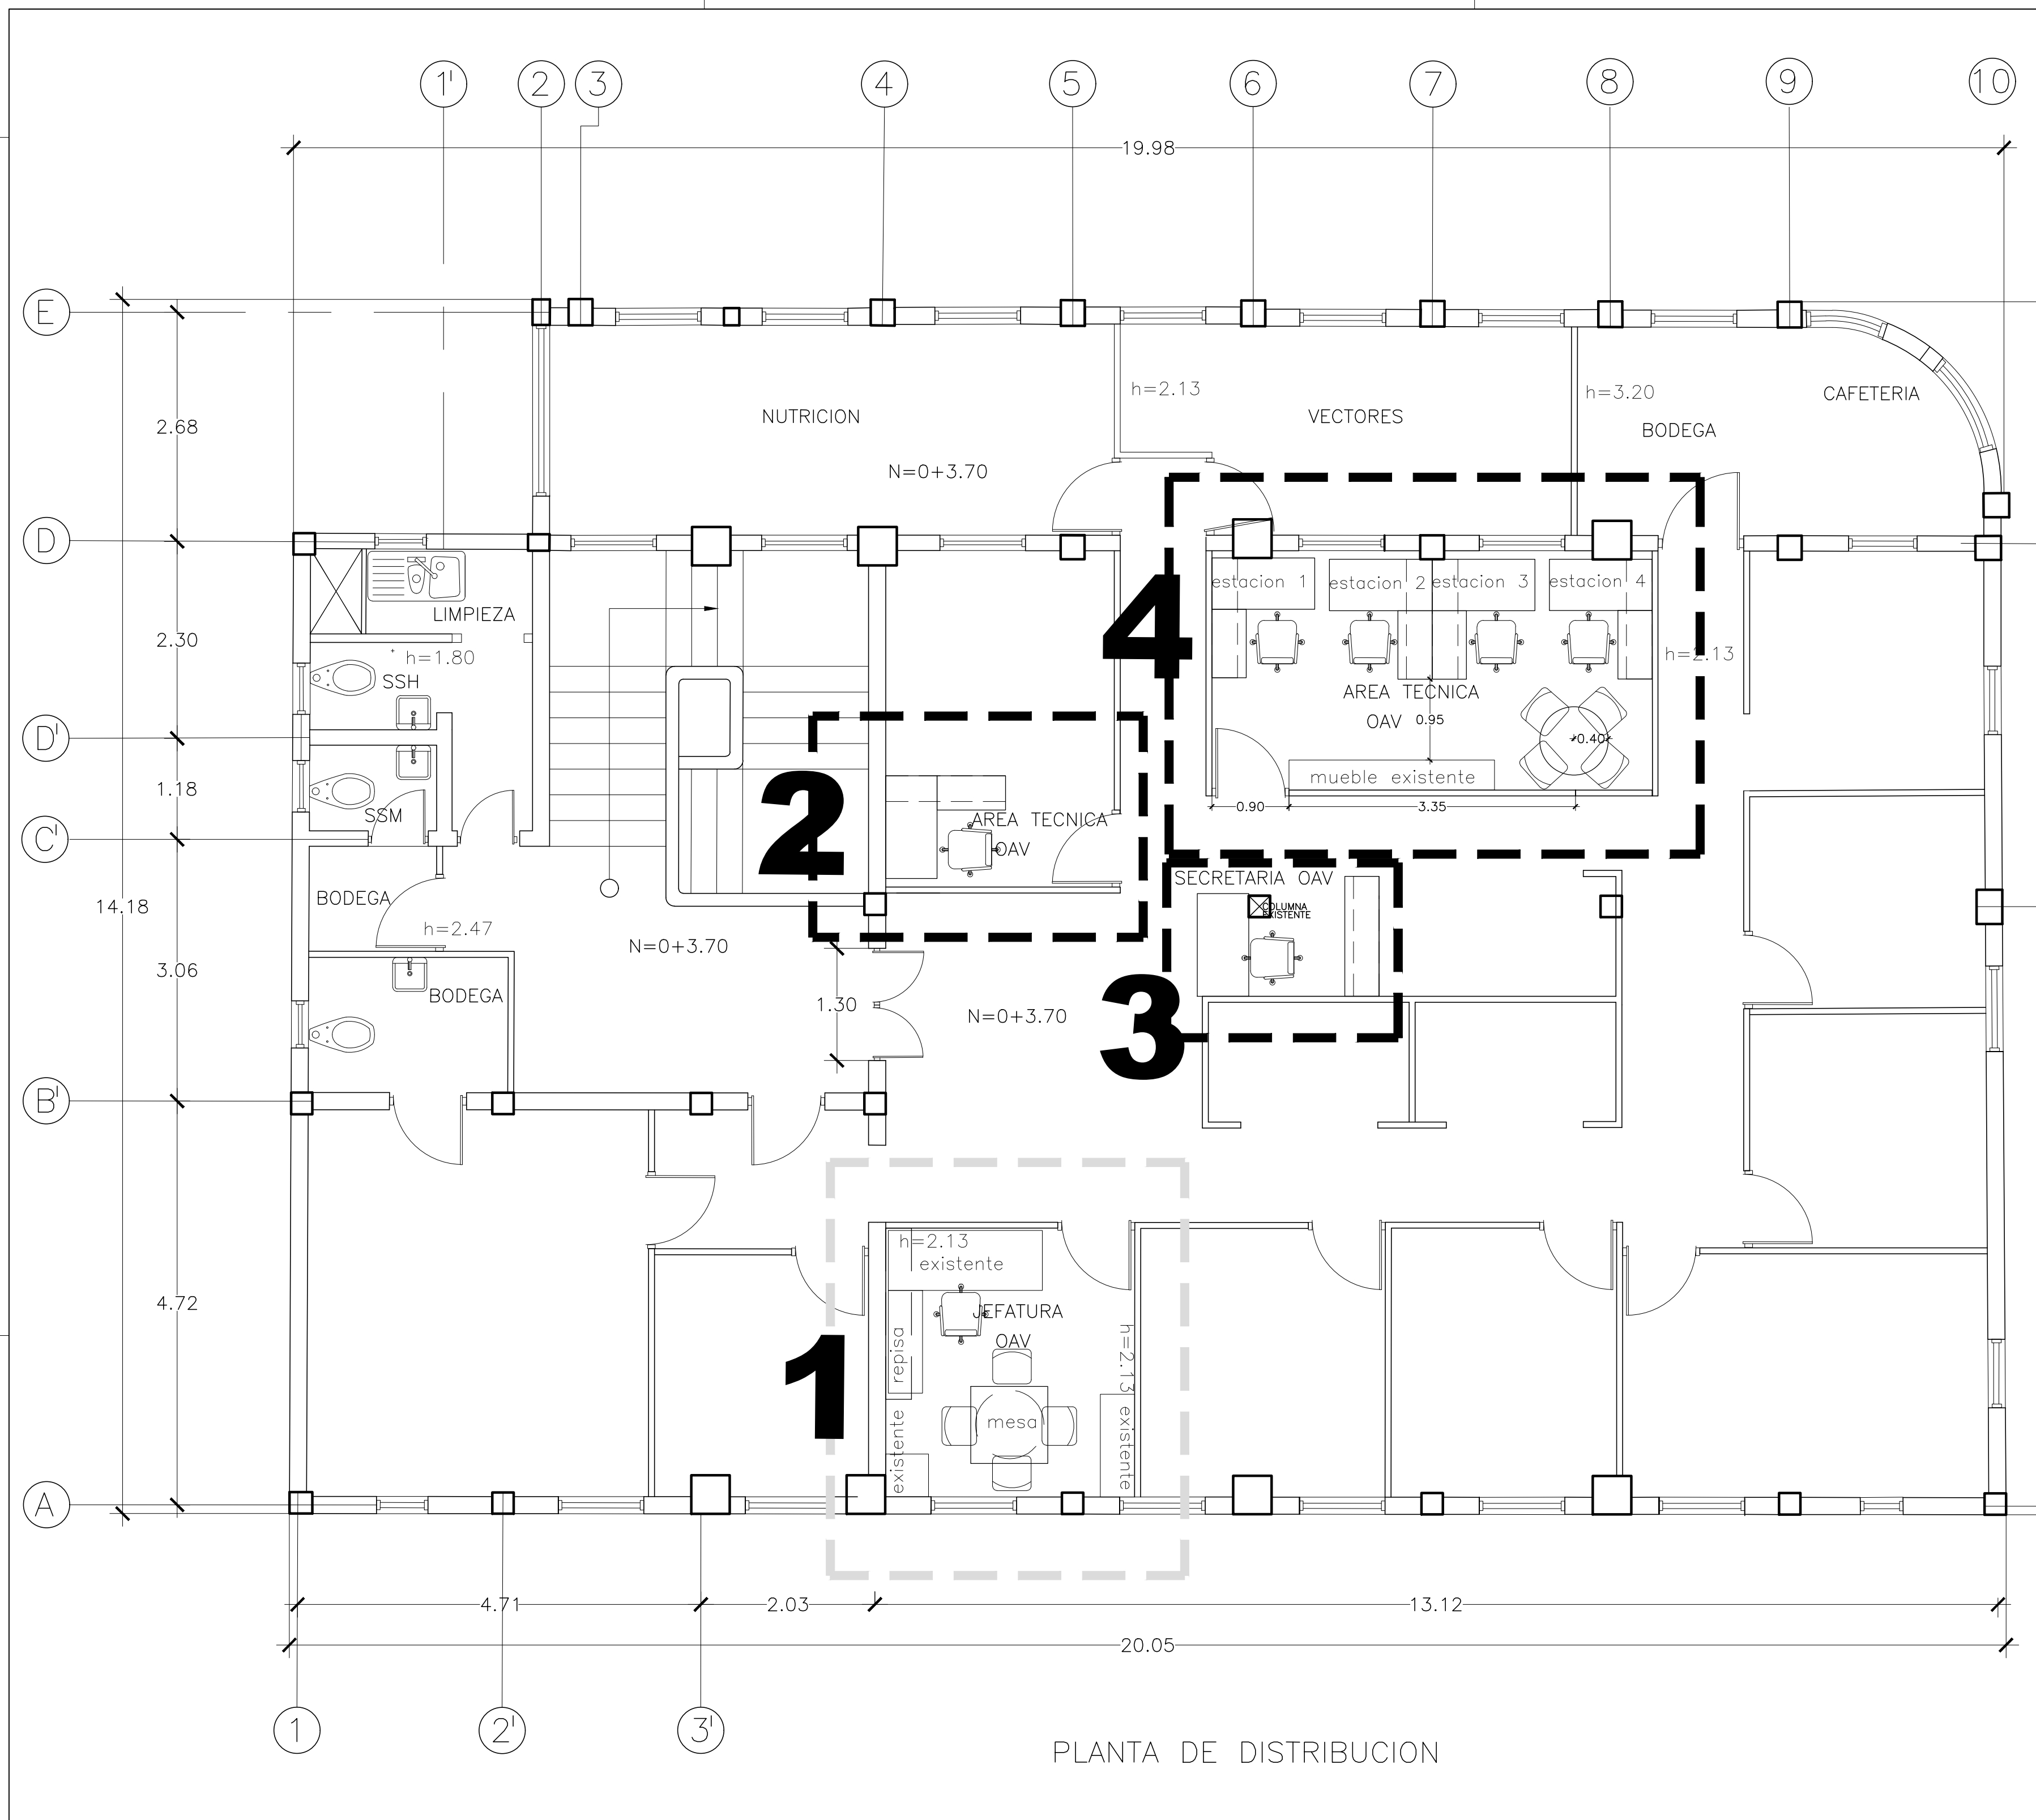 1' 2 3 4 5 6 7 8 9 10
19.98
E
h=2.13
h=3.20
CAFETERIA
NUTRICION
VECTORES
2.68
BODEGA
N=0+3.70
D
estacion 1
estacion 2
estacion 3
estacion 4
LIMPIEZA
2.30
4
h=1.80
h=2.13
SSH
AREA TECNICA
OAV
0.95
D'
0.40
mueble existente
1.18
0.90
3.35
2
SSM
AREA TECNICA
OAV
C'
SECRETARIA OAV
BODEGA
14.18
COLUMNA
EXISTENTE
h=2.47
N=0+3.70
3.06
BODEGA
1.30
N=0+3.70
3
B'
h=2.13
existente
4.72
JEFATURA
OAV
repisa
h=2.13
1
mesa
existente
existente
A
4.71
2.03
13.12
20.05
1 2' 3'
PLANTA DE DISTRIBUCION